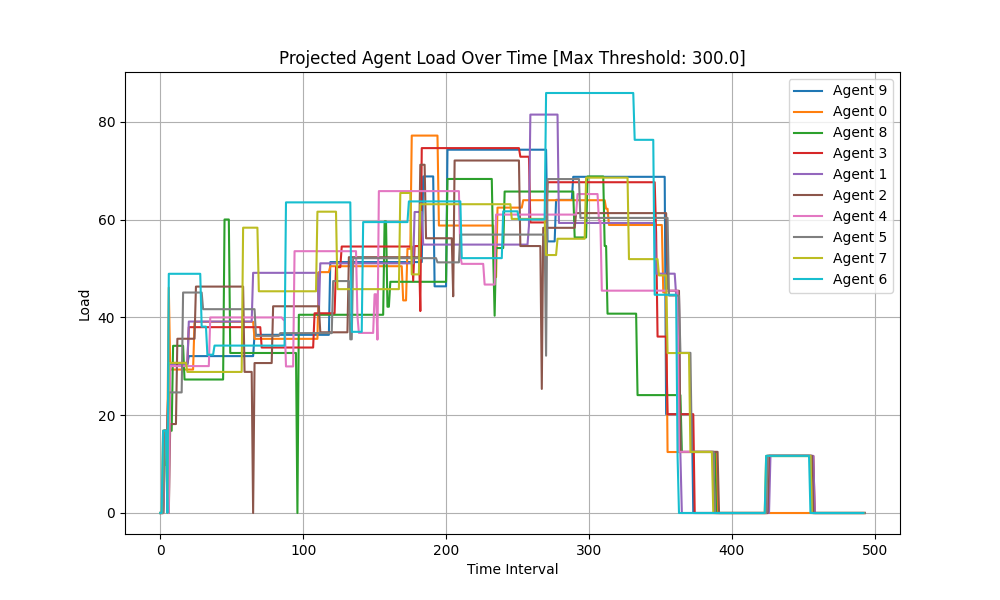 Projected Agent Load Over Time [Max Threshold: 300.0]
Load
80
60
40
20
0
0
100
200
300
400
500
Time Interval
Agent 9
Agent 0
Agent 8
Agent 3
Agent 1
Agent 2
Agent 4
Agent 5
Agent 7
Agent 6